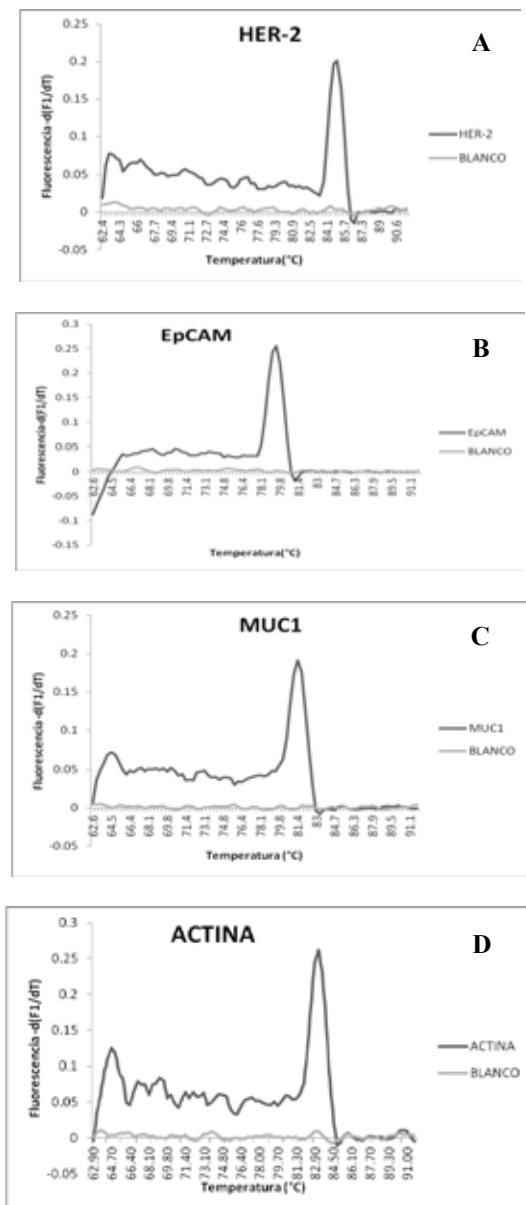 HER-2
A
0.25
0.2
0.15
0.1
0.05
0
-0.05
Fluorescencia-d(F1/dT)
62.4 64.3 66 67.7 69.4 71.1 72.7 74.4 76 77.6 79.3 80.9 82.5 84.1 85.7 87.3 89 90.6
Temperatura(°C)
HER-2
BLANCO
EpCAM
B
0.3
0.25
0.2
0.15
0.1
0.05
0
-0.05
-0.1
-0.15
Fluorescencia-d(F1/dT)
62.6 64.5 66.4 68.1 69.8 71.4 73.1 74.8 76.4 78.1 79.8 81.4 83 84.7 86.3 87.9 89.5 91.1
Temperatura(°C)
EpCAM
BLANCO
MUC1
C
0.25
0.2
0.15
0.1
0.05
0
-0.05
Fluorescencia-d(F1/dT)
62.6 64.5 66.4 68.1 69.8 71.4 73.1 74.8 76.4 78.1 79.8 81.4 83 84.7 86.3 87.9 89.5 91.1
Temperatura(°C)
MUC1
BLANCO
ACTINA
D
0.3
0.25
0.2
0.15
0.1
0.05
0
-0.05
Fluorescencia-d(F1/dT)
62.90 64.70 66.40 68.10 69.80 71.40 73.10 74.80 76.40 78.00 79.70 81.30 82.90 84.50 86.10 87.70 89.30 91.00
Temperatura(°C)
ACTINA
BLANCO